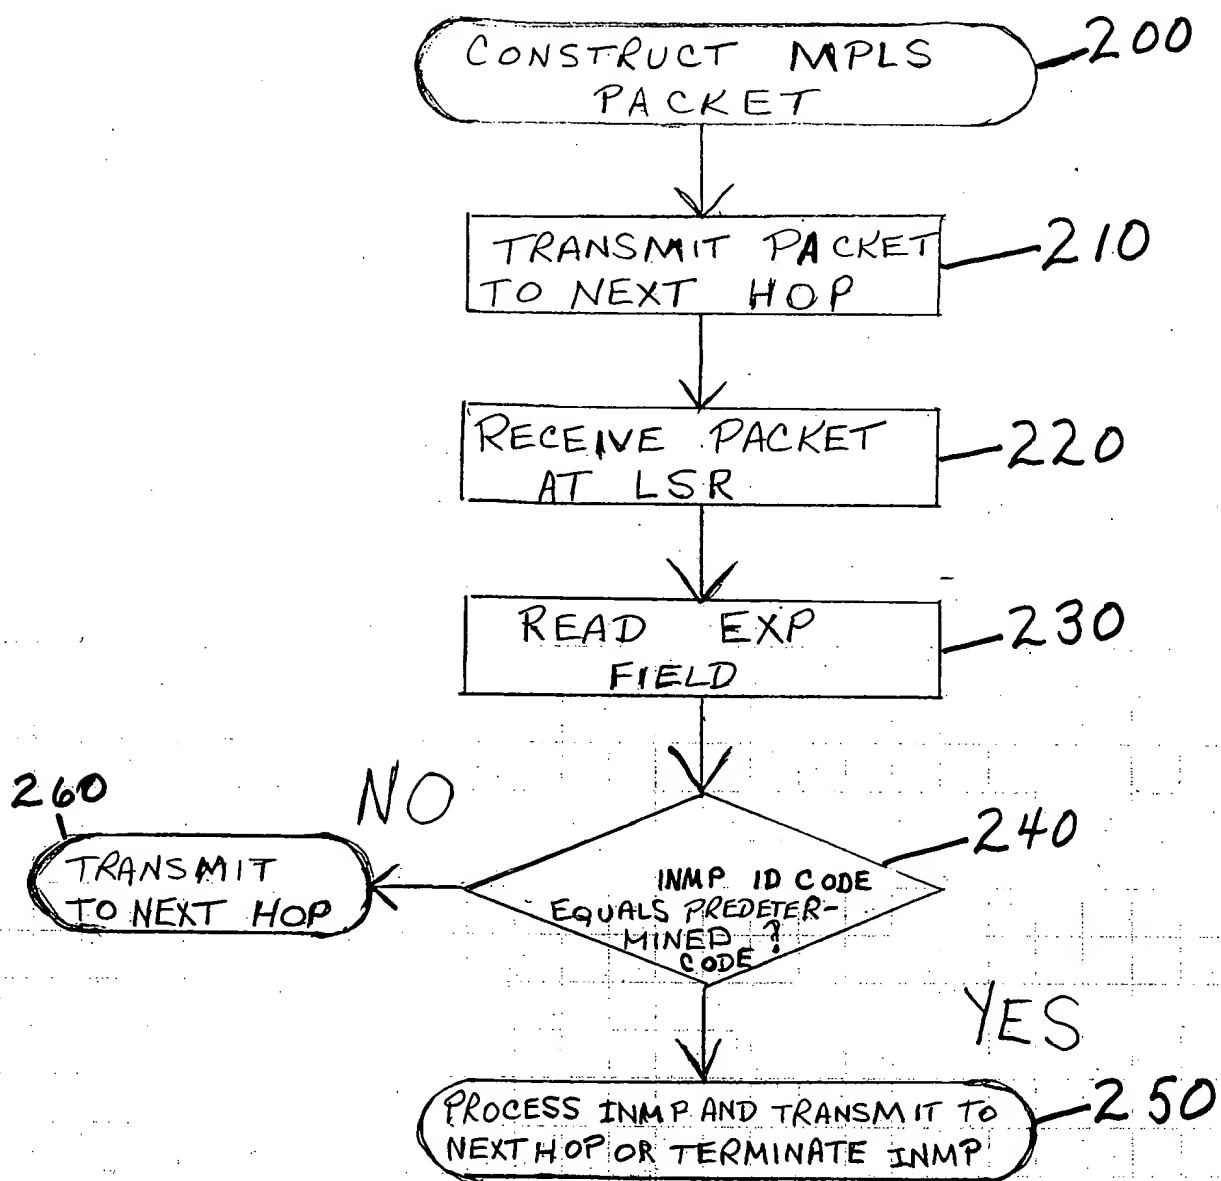 CONSTRUCT MPLS
PACKET
200
TRANSMIT PACKET
TO NEXT HOP
210
RECEIVE PACKET
AT LSR
220
READ EXP
FIELD
230
260
NO
TRANSMIT
TO NEXT HOP
240
INMP ID CODE
EQUALS PREDETER-
MINED ?
CODE
YES
PROCESS INMP AND TRANSMIT TO
NEXT HOP OR TERMINATE INMP
250